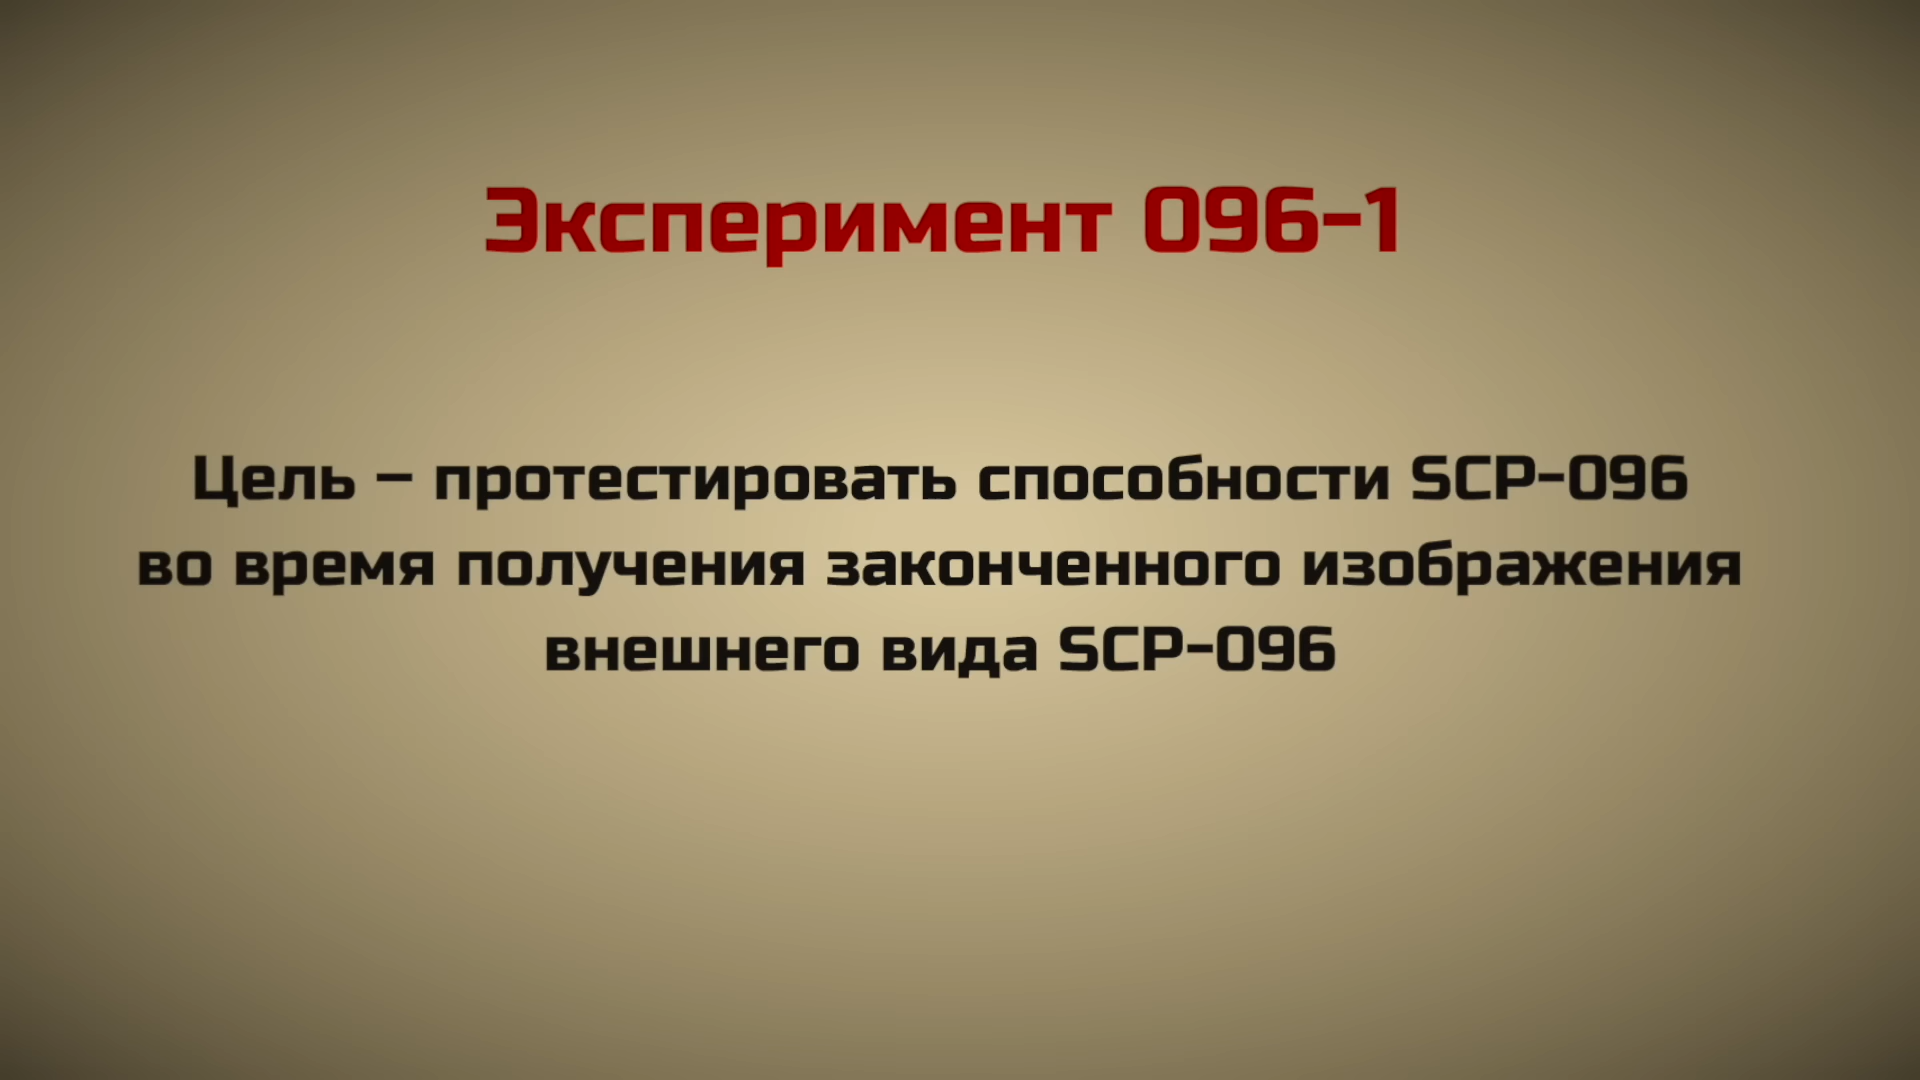 Эксперимент 096-1
Цель – протестировать способности SCP-096
во время получения законченного изображения
внешнего вида SCP-096